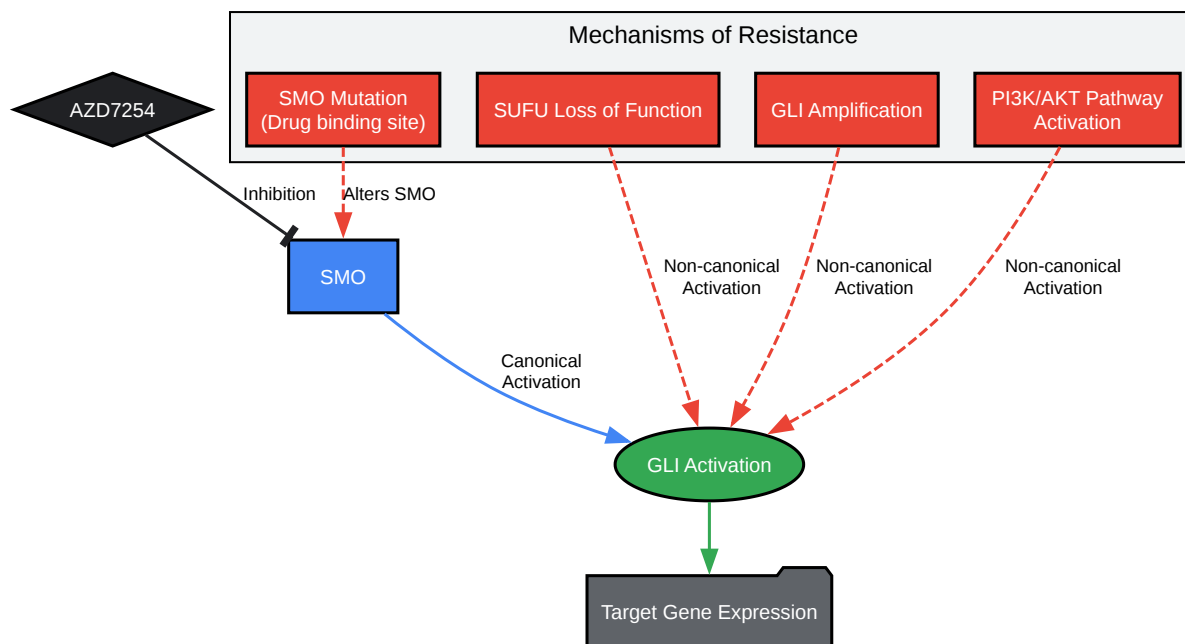 Mechanisms of Resistance
AZD7254
SMO Mutation
(Drug binding site)
SUFU Loss of Function
GLI Amplification
PI3K/AKT Pathway
Activation
Inhibition
Alters SMO
SMO
Non-canonical
Activation
Non-canonical
Activation
Non-canonical
Activation
Canonical
Activation
GLI Activation
Target Gene Expression